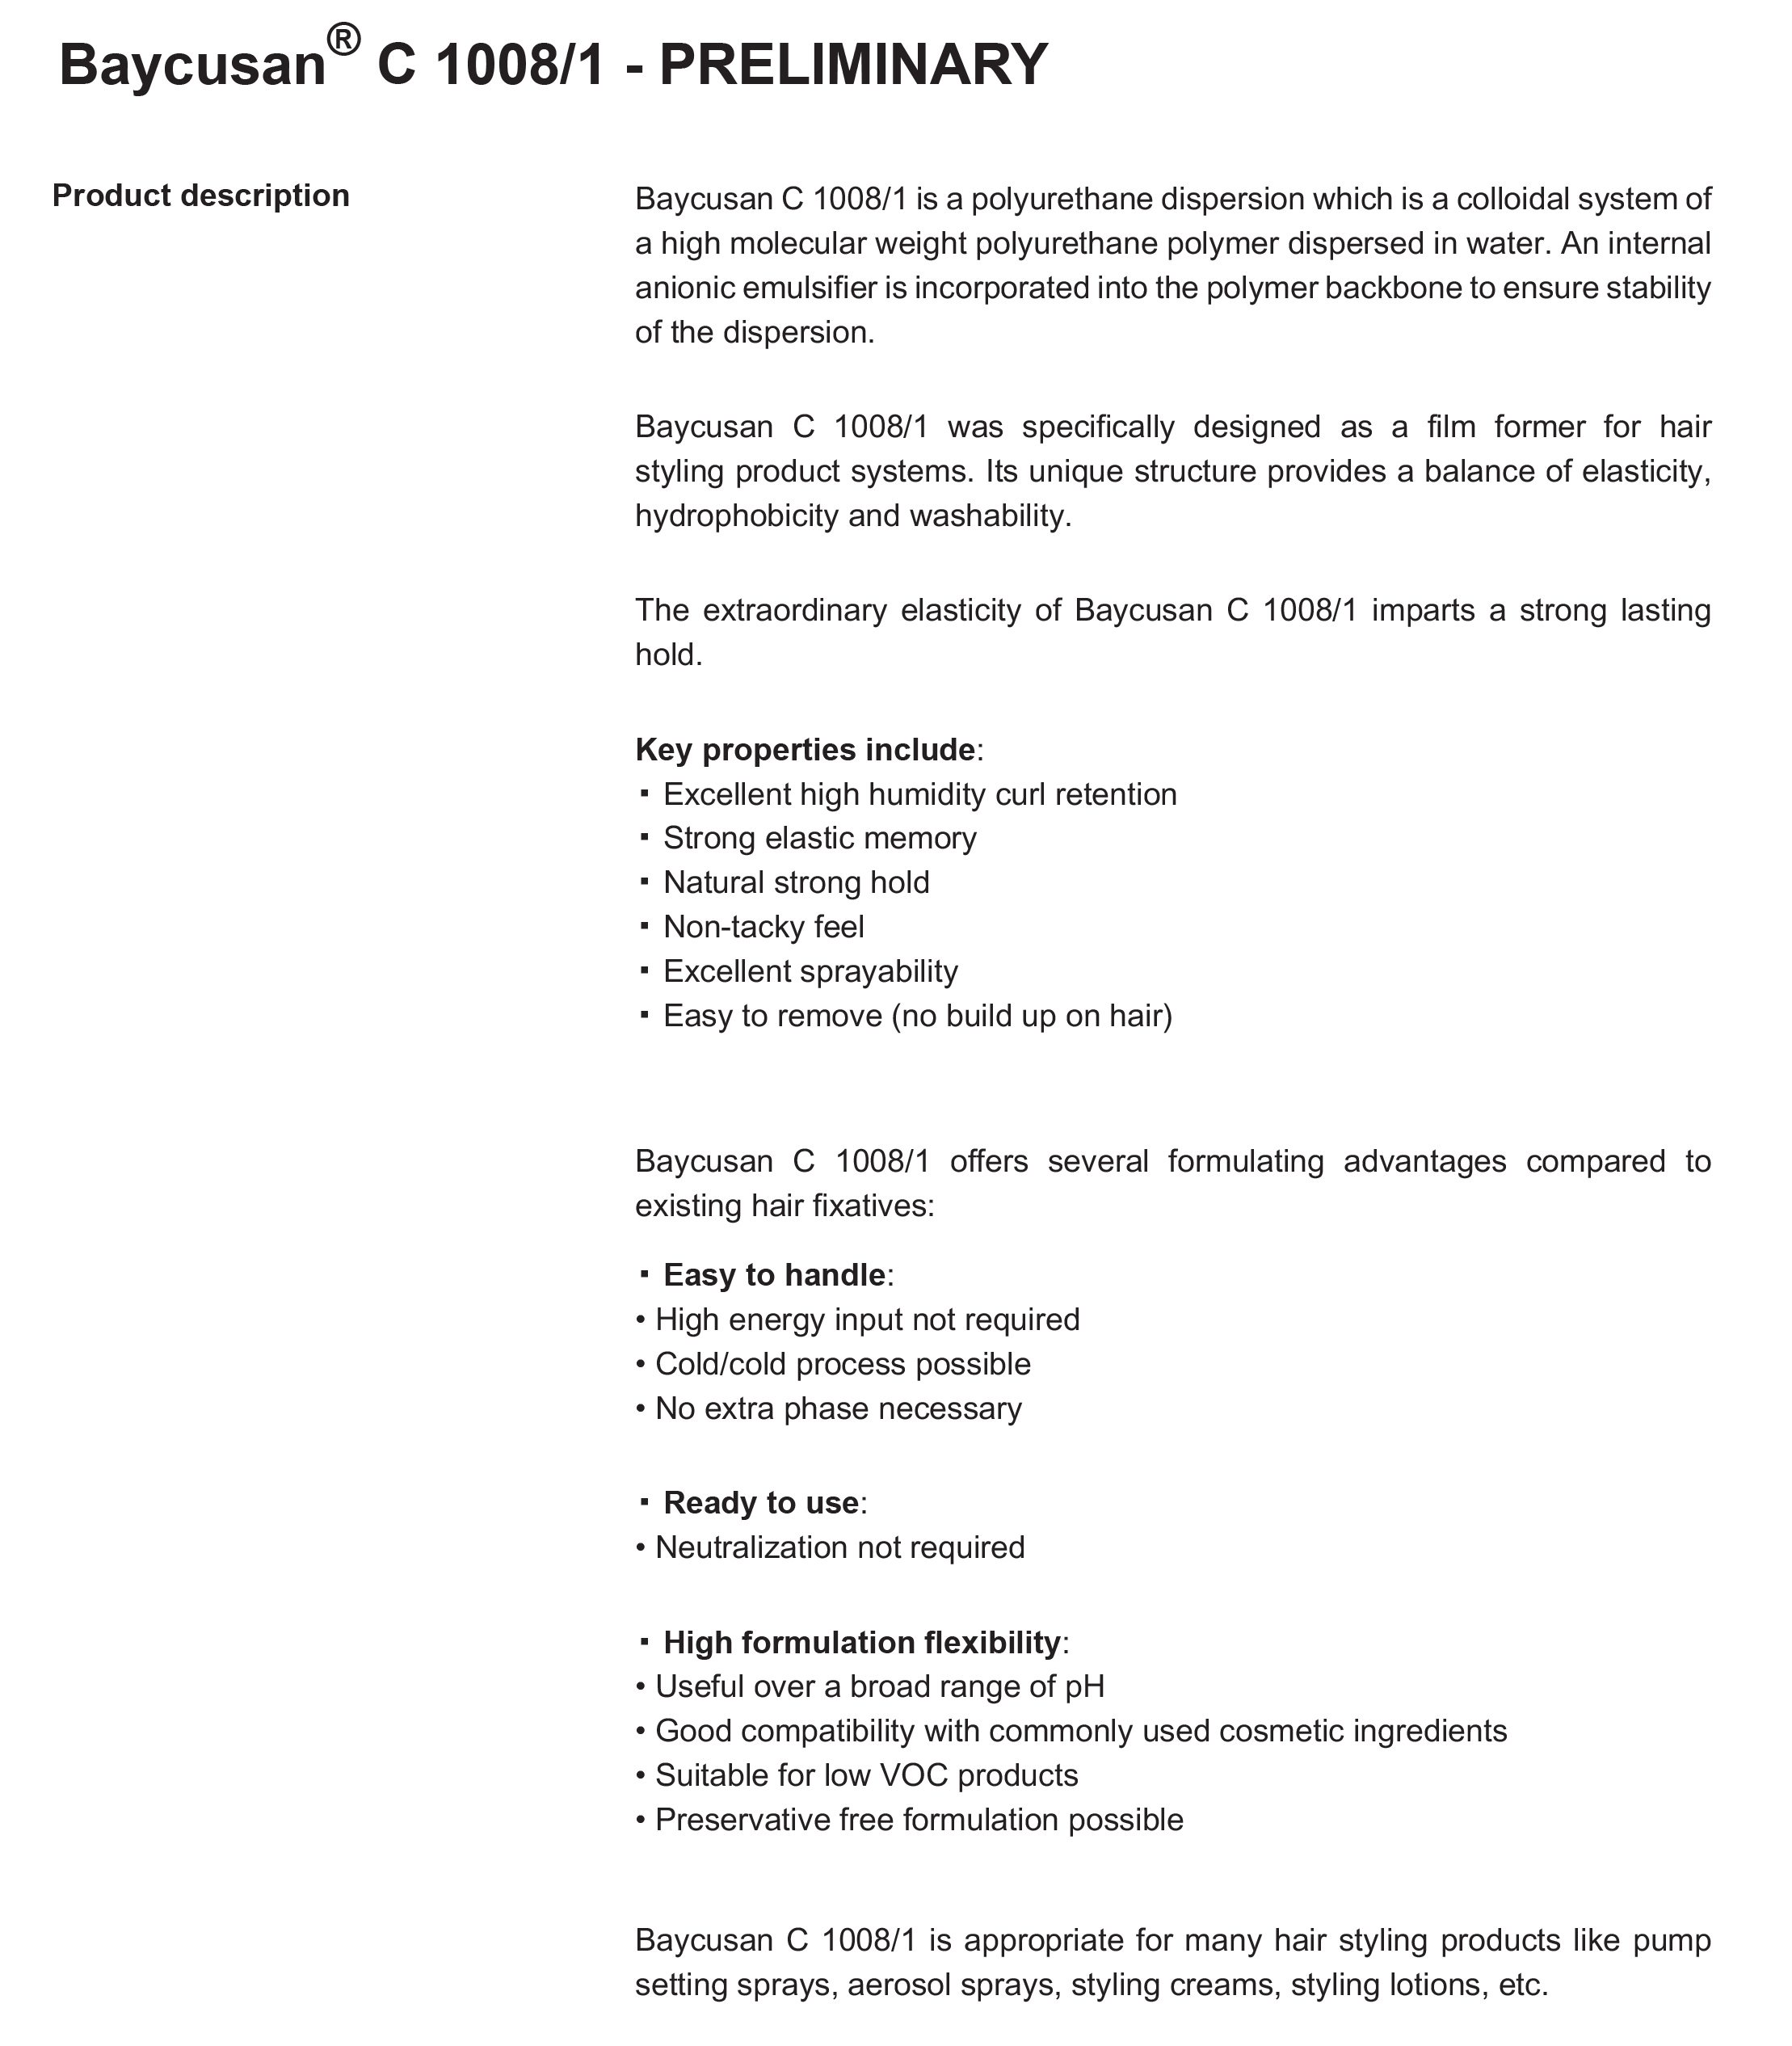 Baycusan® C 1008/1 - PRELIMINARY
Product description
Baycusan C 1008/1 is a polyurethane dispersion which is a colloidal system of
a high molecular weight polyurethane polymer dispersed in water. An internal
anionic emulsifier is incorporated into the polymer backbone to ensure stability
of the dispersion.
Baycusan C 1008/1 was specifically designed as a film former for hair
styling product systems. Its unique structure provides a balance of elasticity,
hydrophobicity and washability.
The extraordinary elasticity of Baycusan C 1008/1 imparts a strong lasting
hold.
Key properties include:
▪ Excellent high humidity curl retention
▪ Strong elastic memory
▪ Natural strong hold
▪ Non-tacky feel
▪ Excellent sprayability
▪ Easy to remove (no build up on hair)
Baycusan C 1008/1 offers several formulating advantages compared to
existing hair fixatives:
▪ Easy to handle:
• High energy input not required
• Cold/cold process possible
• No extra phase necessary
▪ Ready to use:
• Neutralization not required
▪ High formulation flexibility:
• Useful over a broad range of pH
• Good compatibility with commonly used cosmetic ingredients
• Suitable for low VOC products
• Preservative free formulation possible
Baycusan C 1008/1 is appropriate for many hair styling products like pump
setting sprays, aerosol sprays, styling creams, styling lotions, etc.